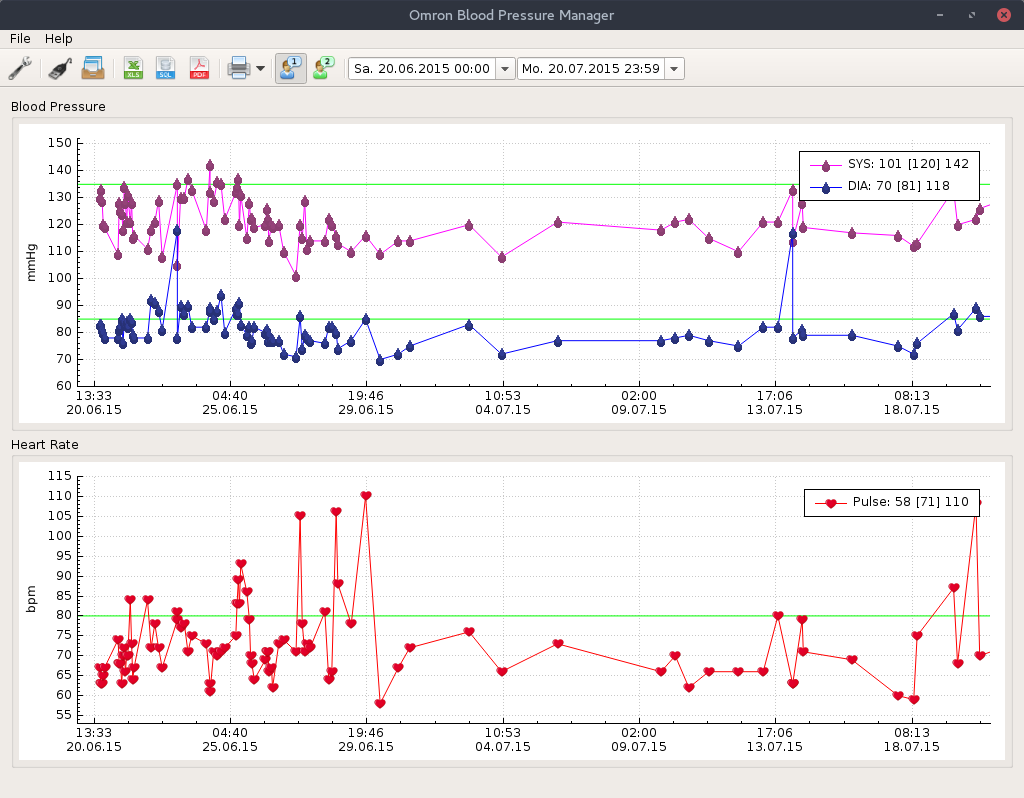 Omron Blood Pressure Manager
File Help
XLS SQL PDF 1 2 Sa. 20.06.2015 00:00 Mo. 20.07.2015 23:59
Blood Pressure
mmHg
150
140
130
120
110
100
90
80
70
60
SYS: 101 [120] 142
DIA: 70 [81] 118
13:33 04:40 19:46 10:53 02:00 17:06 08:13
20.06.15 25.06.15 29.06.15 04.07.15 09.07.15 13.07.15 18.07.15
Heart Rate
bpm
115
110
105
100
95
90
85
80
75
70
65
60
55
Pulse: 58 [71] 110
13:33 04:40 19:46 10:53 02:00 17:06 08:13
20.06.15 25.06.15 29.06.15 04.07.15 09.07.15 13.07.15 18.07.15